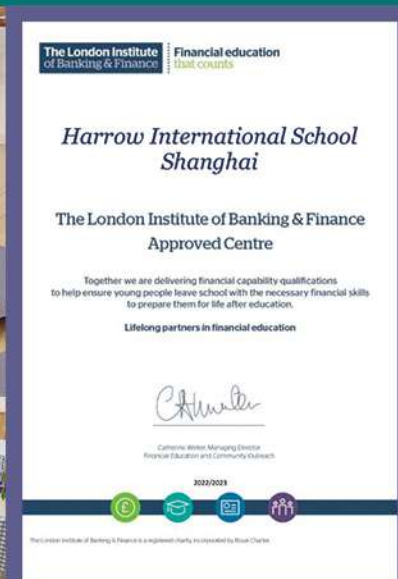 The London Institute
of Banking & Finance
Financial education
that counts
Harrow International School
Shanghai
The London Institute of Banking & Finance
Approved Centre
Together we are delivering financial capability qualifications
to help ensure young people leave school with the necessary financial skills
to prepare them for life after education.
Lifelong partners in financial education
Managing Director
Financial Education and Community Outreach
2022/2023
£
The London Institute of Banking & Finance is a registered charity, incorporated by Royal Charter.